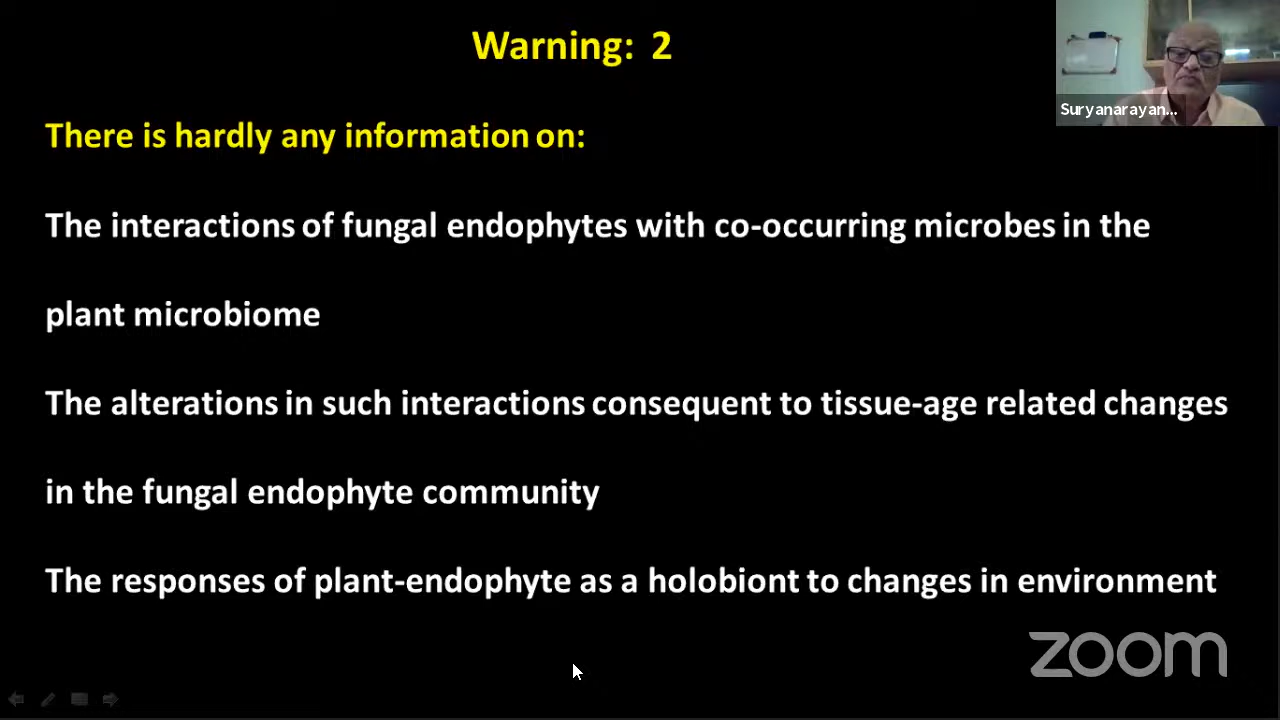 Warning: 2
Suryanarayan...
There is hardly any information on:
The interactions of fungal endophytes with co-occurring microbes in the
plant microbiome
The alterations in such interactions consequent to tissue-age related changes
in the fungal endophyte community
The responses of plant-endophyte as a holobiont to changes in environment
zoom